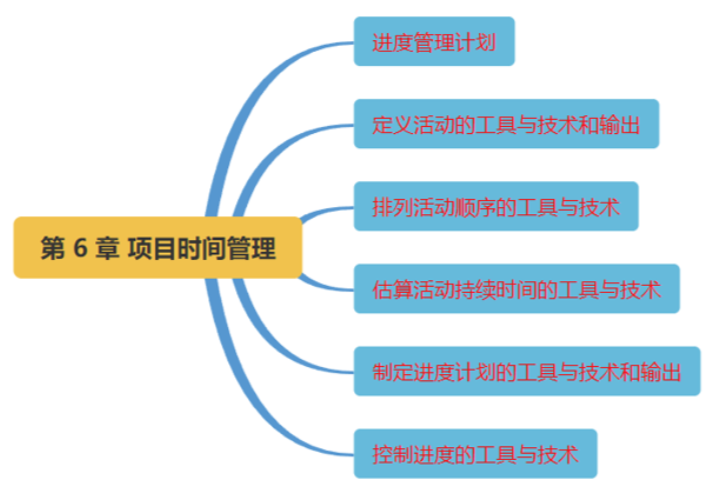 进度管理计划
定义活动的工具与技术和输出
排列活动顺序的工具与技术
第 6 章 项目时间管理
估算活动持续时间的工具与技术
制定进度计划的工具与技术和输出
控制进度的工具与技术